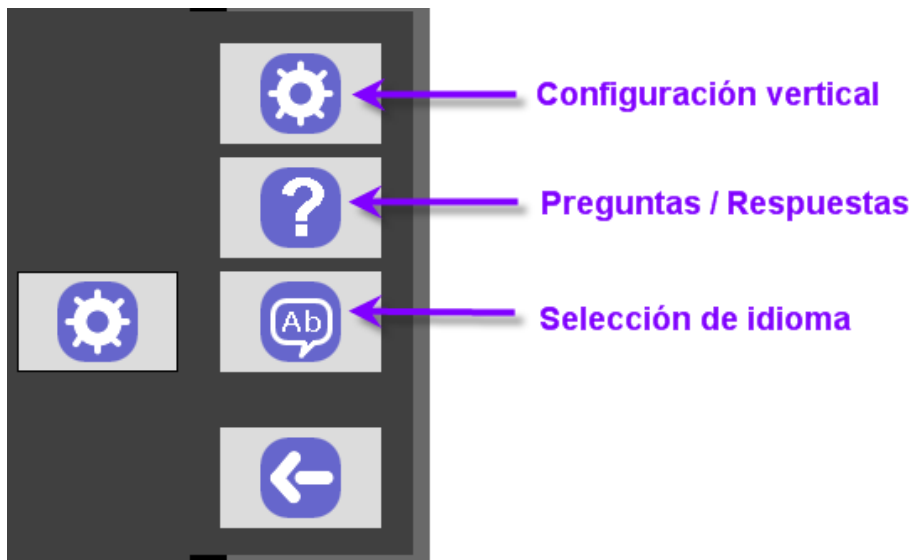 Configuración vertical
?
Preguntas / Respuestas
Ab
Selección de idioma